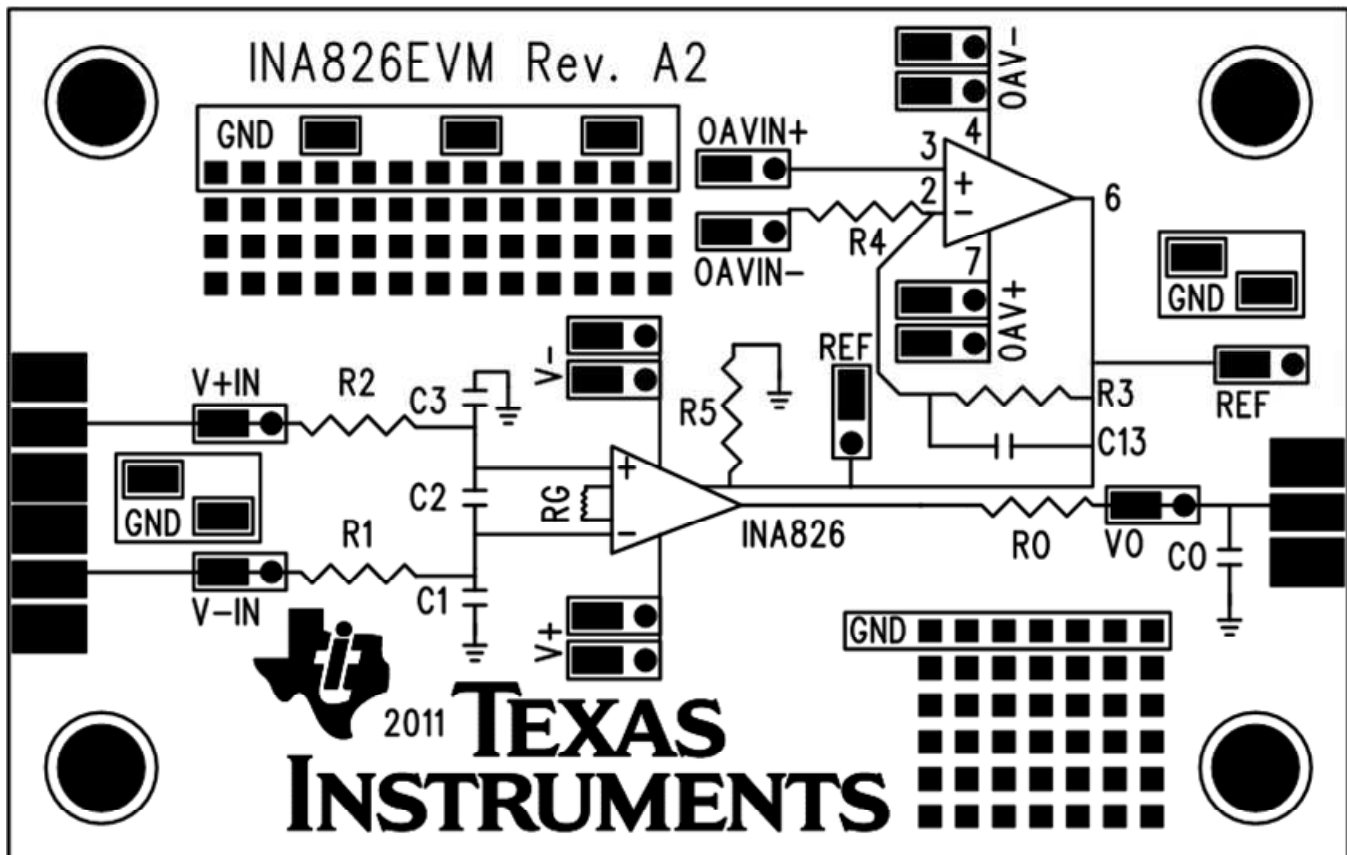 INA826EVM Rev. A2
OAV-
GND
OAVIN+
3
4
2
+
-
6
R4
OAVIN-
7
OAV+
GND
V-
REF
V+IN
R2
C3
R5
R3
REF
C13
+
C2
RG
-
GND
R1
INA826
RO
VO
CO
V-IN
C1
V+
GND
i
2011
TEXAS
INSTRUMENTS